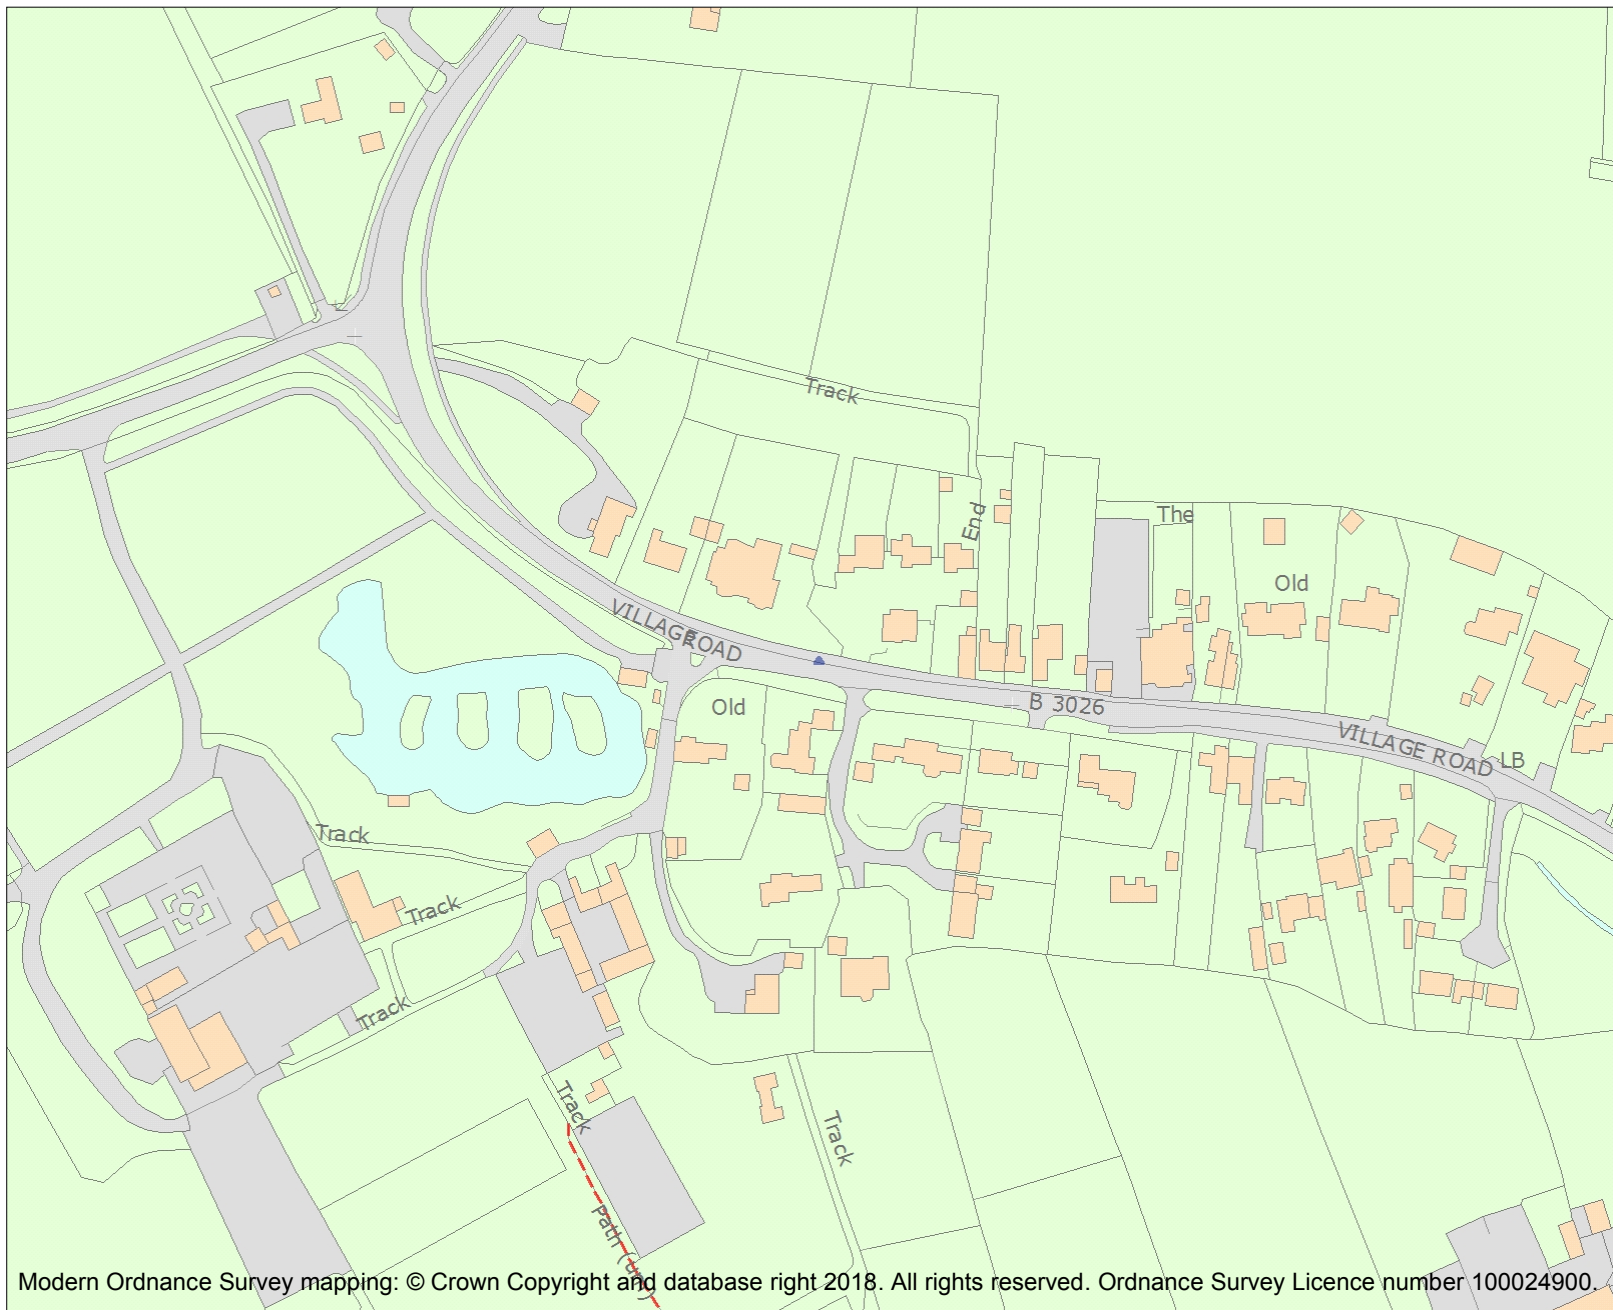 Track
End
The
Old
VILLAGE
ROAD
Old
B 3026
VILLAGE ROAD
LB
Track
Track
Track
Track
Track
Path (um)
Modern Ordnance Survey mapping: © Crown Copyright and database right 2018. All rights reserved. Ordnance Survey Licence number 100024900.